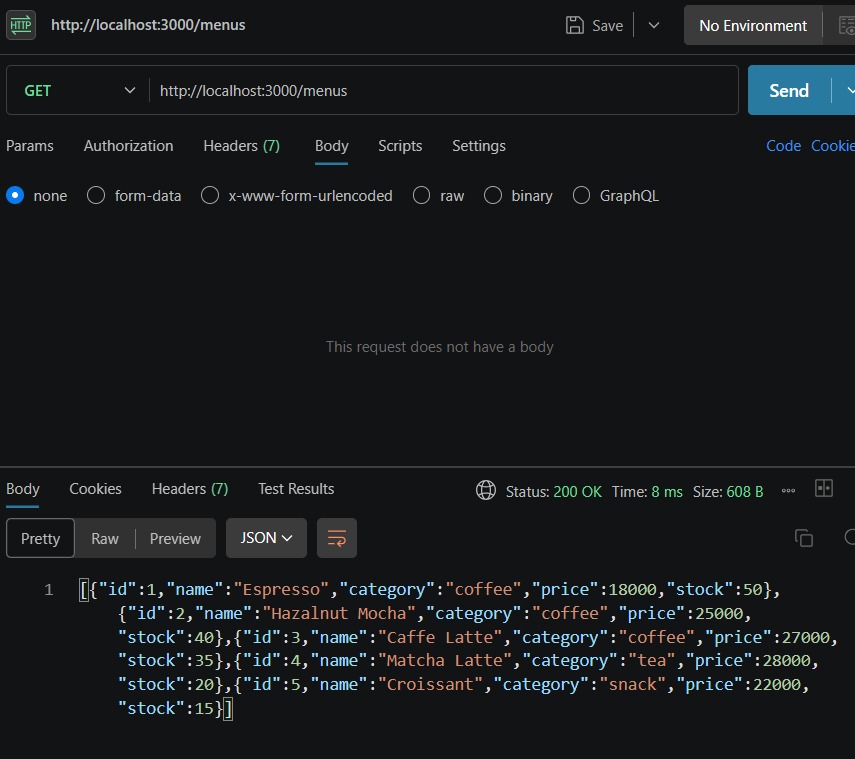 HTTP http://localhost:3000/menus Save No Environment
GET http://localhost:3000/menus Send
Params Authorization Headers (7) Body Scripts Settings Code Cookie
none form-data x-www-form-urlencoded raw binary GraphQL
This request does not have a body
Body Cookies Headers (7) Test Results Status: 200 OK Time: 8 ms Size: 608 B
Pretty Raw Preview JSON
1 [{"id":1,"name":"Espresso","category":"coffee","price":18000,"stock":50},
{"id":2,"name":"Hazalnut Mocha","category":"coffee","price":25000,
"stock":40},{"id":3,"name":"Caffe Latte","category":"coffee","price":27000,
"stock":35},{"id":4,"name":"Matcha Latte","category":"tea","price":28000,
"stock":20},{"id":5,"name":"Croissant","category":"snack","price":22000,
"stock":15}]